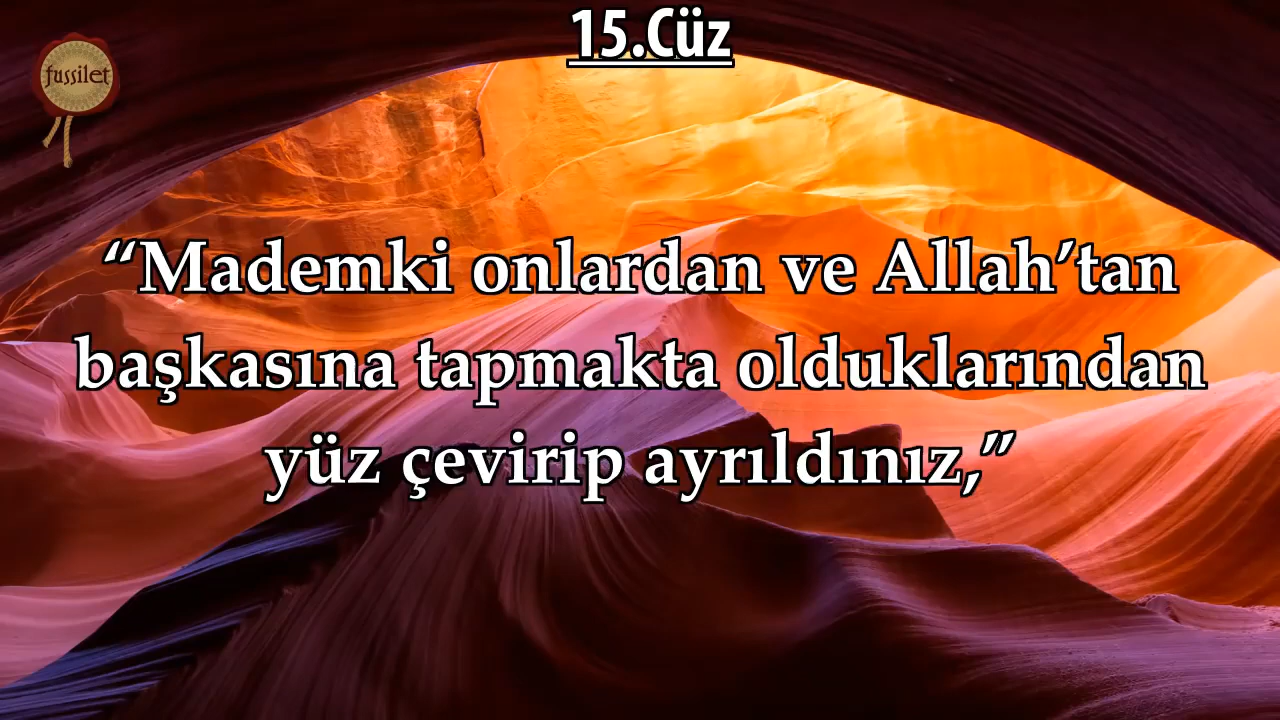 15.Cüz
fussilet
“Mademki onlardan ve Allah’tan
başkasına tapmakta olduklarından
yüz çevirip ayrıldınız,”